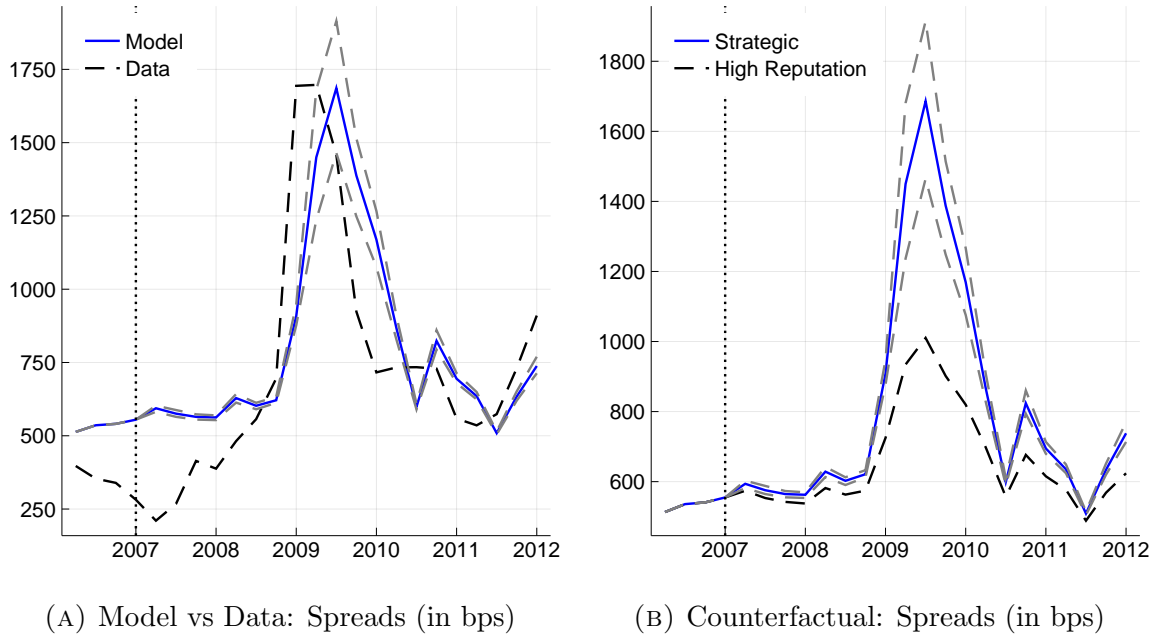 Model
Data
1750
1500
1250
1000
750
500
250
2007 2008 2009 2010 2011 2012
(A) Model vs Data: Spreads (in bps)
Strategic
High Reputation
1800
1600
1400
1200
1000
800
600
2007 2008 2009 2010 2011 2012
(B) Counterfactual: Spreads (in bps)